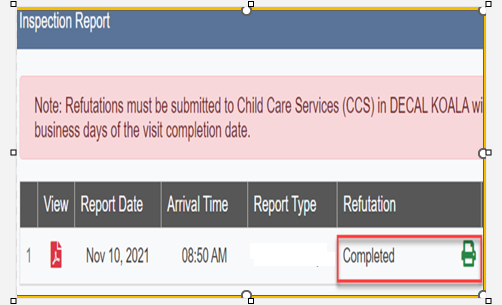 Inspection Report
Note: Refutations must be submitted to Child Care Services (CCS) in DECAL KOALA
business days of the visit completion date.
View Report Date Arrival Time Report Type Refutation
1 Nov 10, 2021 08:50 AM Completed